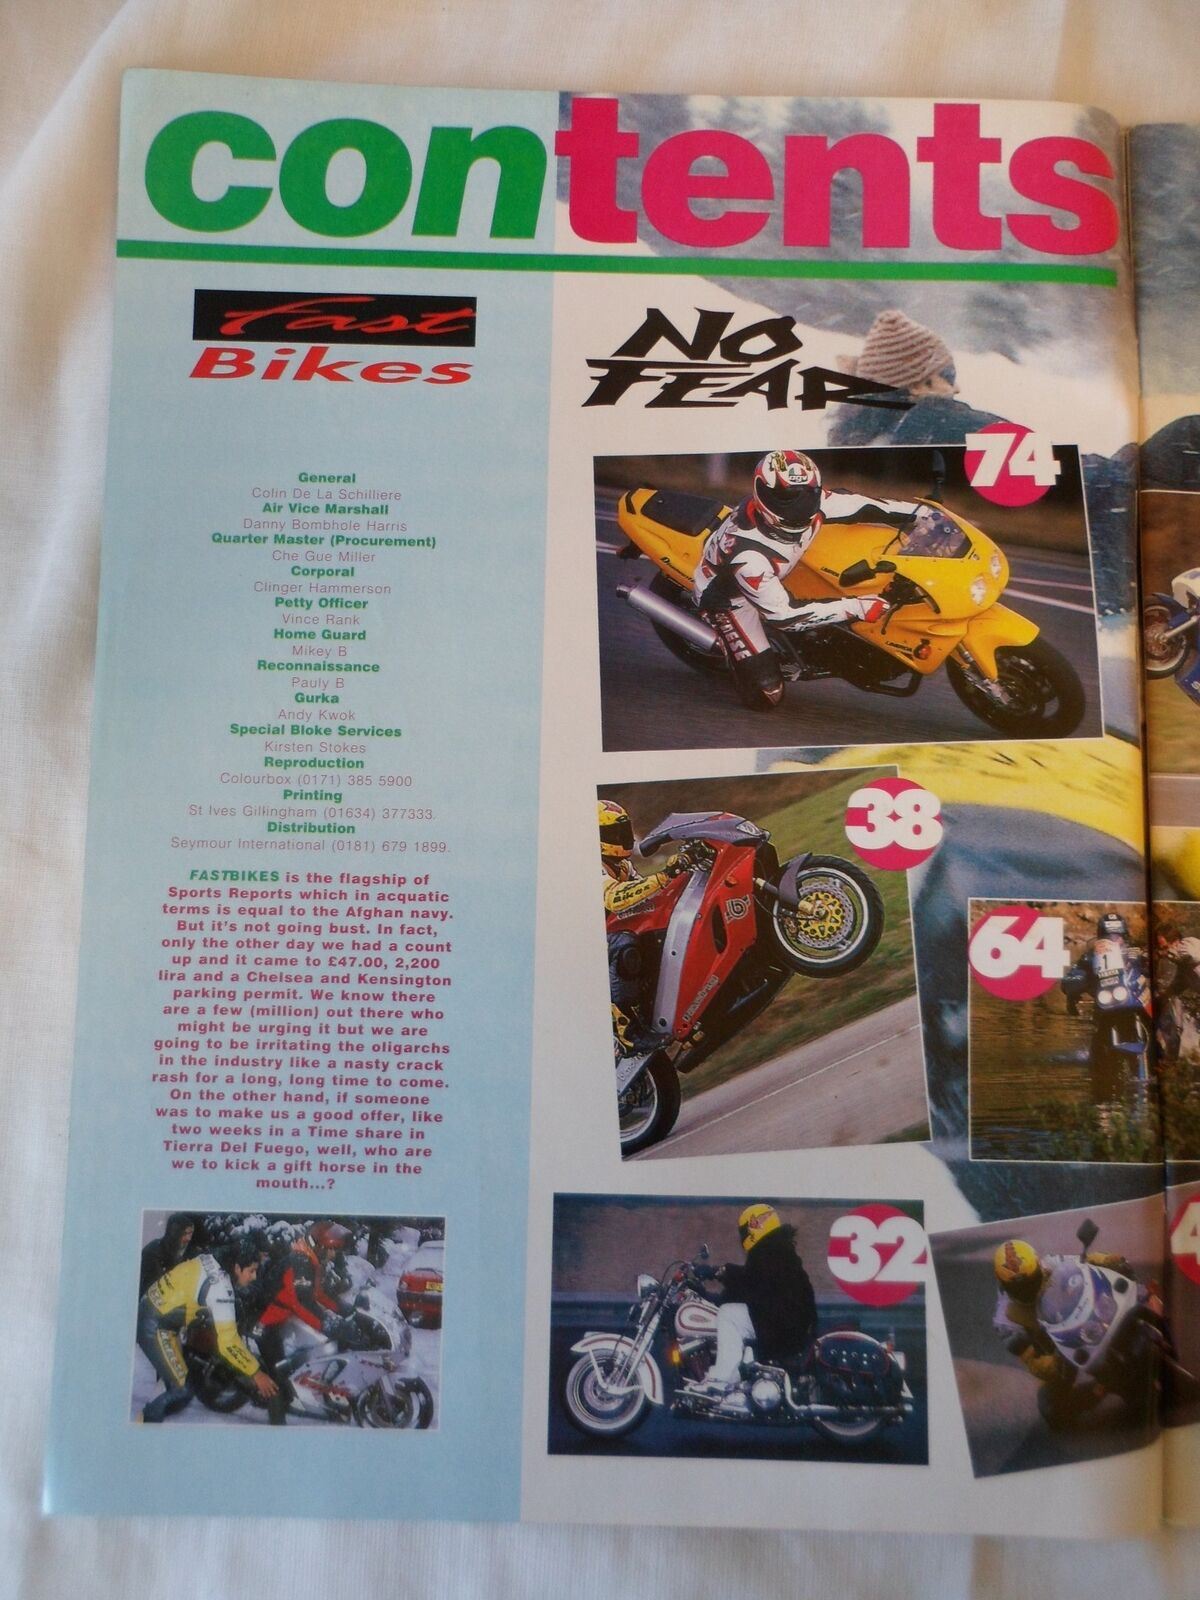 contents
Fast
Bikes
General
Colin De La Schilliere
Air Vice Marshall
Danny Bombhole Harris
Quarter Master (Procurement)
Che Gue Miller
Corporal
Clinger Hammerson
Petty Officer
Vince Rank
Home Guard
Mikey B
Reconnaissance
Pauly B
Gurka
Andy Kwok
Special Bloke Services
Kirsten Stokes
Reproduction
Colourbox (0171) 385 5900
Printing
St Ives Gillingham (01634) 377333.
Distribution
Seymour International (0181) 679 1899.
FASTBIKES is the flagship of
Sports Reports which in acquatic
terms is equal to the Afghan navy.
But it's not going bust. In fact,
only the other day we had a count
up and it came to £47.00, 2,200
lira and a Chelsea and Kensington
parking permit. We know there
are a few (million) out there who
might be urging it but we are
going to be irritating the oligarchs
in the industry like a nasty crack
rash for a long, long time to come.
On the other hand, if someone
was to make us a good offer, like
two weeks in a Time share in
Tierra Del Fuego, well, who are
we to kick a gift horse in the
mouth...?
NO
FEAR
74
agv
38
Bikes
64
1
32
4